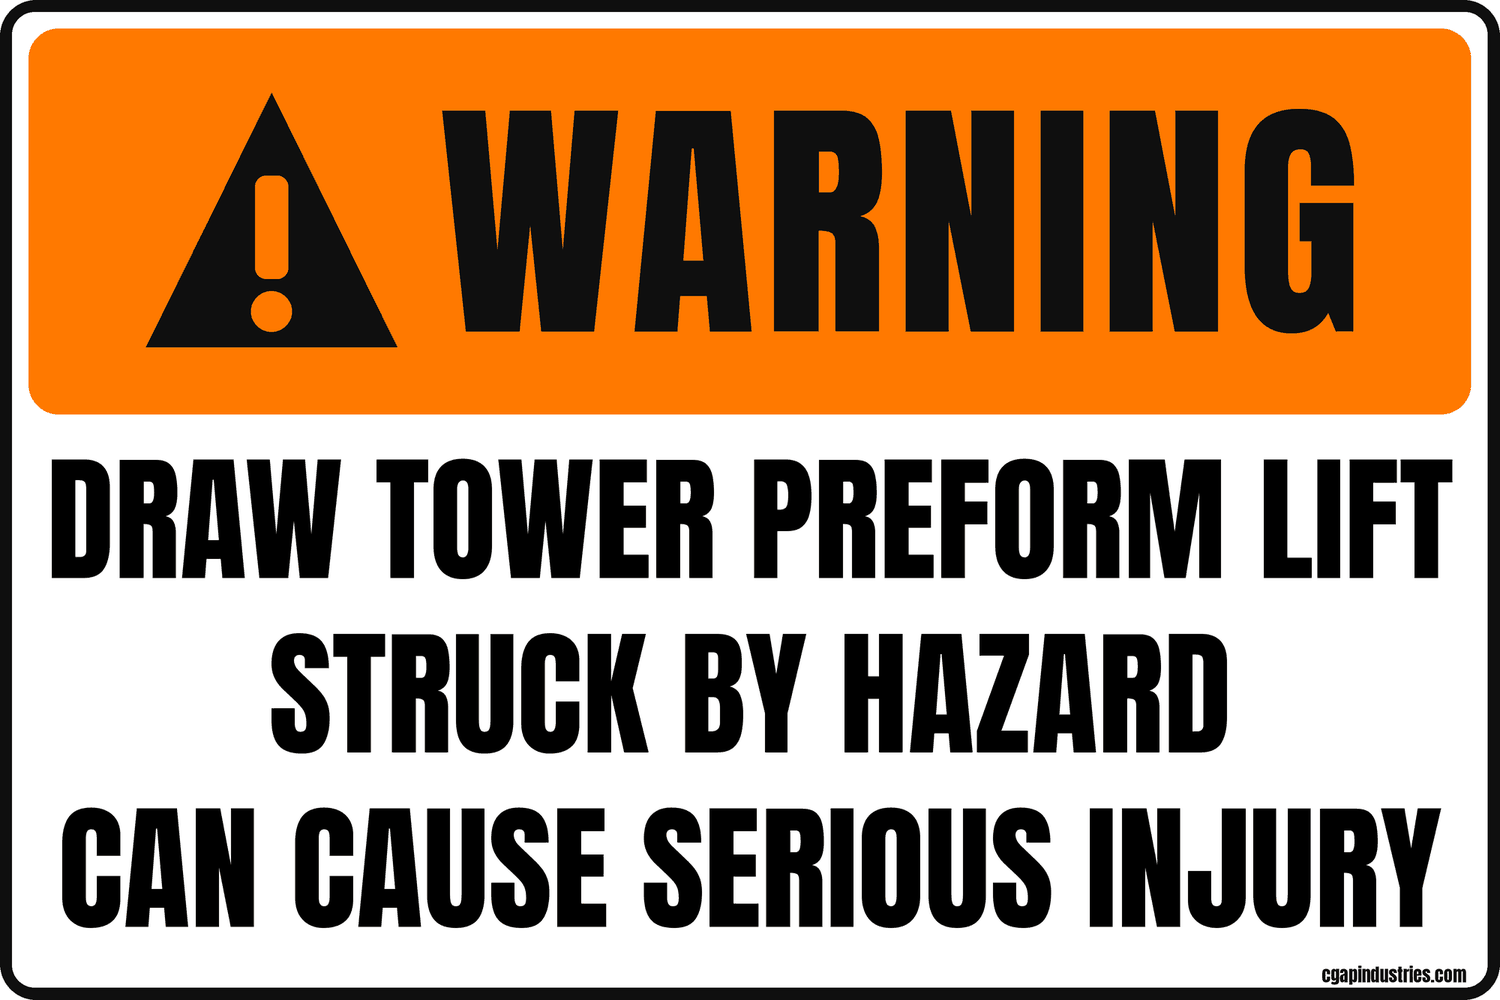 WARNING
DRAW TOWER PREFORM LIFT
STRUCK BY HAZARD
CAN CAUSE SERIOUS INJURY
cgapindustries.com